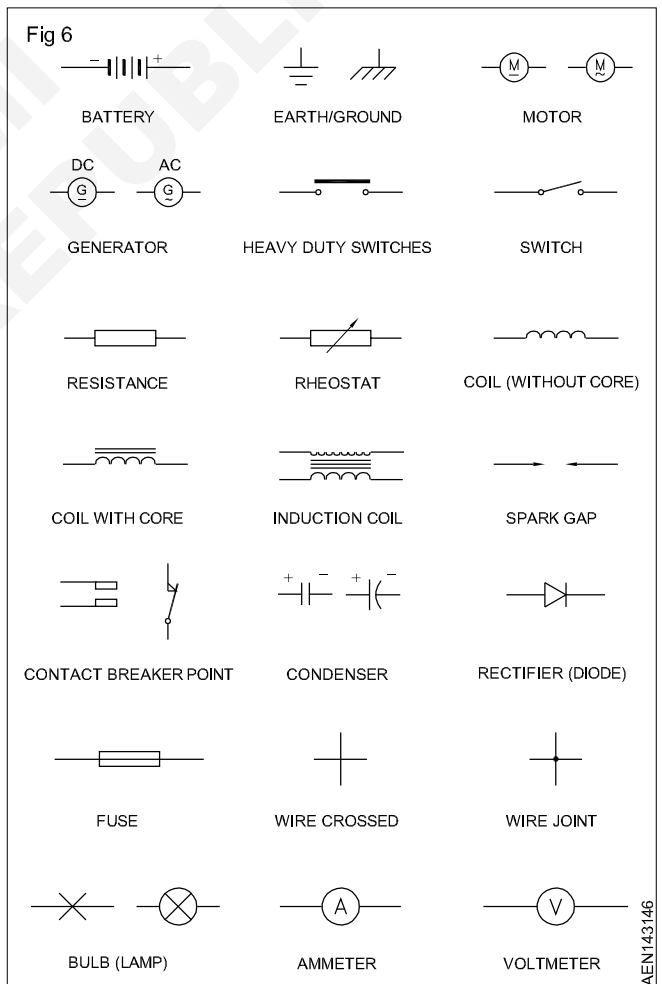 Fig 6
- +
BATTERY EARTH/GROUND MOTOR
M M
DC AC
G G
GENERATOR HEAVY DUTY SWITCHES SWITCH
RESISTANCE RHEOSTAT COIL (WITHOUT CORE)
COIL WITH CORE INDUCTION COIL SPARK GAP
+ - + -
CONTACT BREAKER POINT CONDENSER RECTIFIER (DIODE)
FUSE WIRE CROSSED WIRE JOINT
A V
BULB (LAMP) AMMETER VOLTMETER
AEN143146